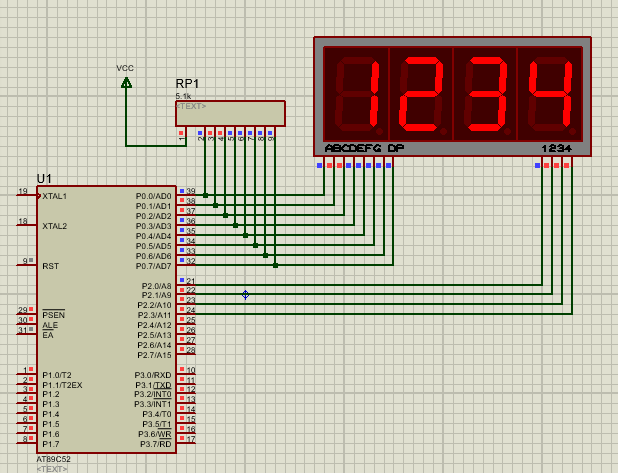 VCC
RP1
5.1k
<TEXT>
1
2
3
4
5
6
7
8
9
1234
ABCDEFG DP
1234
U1
19 XTAL1
18 XTAL2
9 RST
29 PSEN
30 ALE
31 EA
1 P1.0/T2
2 P1.1/T2EX
3 P1.2
4 P1.3
5 P1.4
6 P1.5
7 P1.6
8 P1.7
P0.0/AD0 39
P0.1/AD1 38
P0.2/AD2 37
P0.3/AD3 36
P0.4/AD4 35
P0.5/AD5 34
P0.6/AD6 33
P0.7/AD7 32
P2.0/A8 21
P2.1/A9 22
P2.2/A10 23
P2.3/A11 24
P2.4/A12 25
P2.5/A13 26
P2.6/A14 27
P2.7/A15 28
P3.0/RXD 10
P3.1/TXD 11
P3.2/INT0 12
P3.3/INT1 13
P3.4/T0 14
P3.5/T1 15
P3.6/WR 16
P3.7/RD 17
AT89C52
<TEXT>